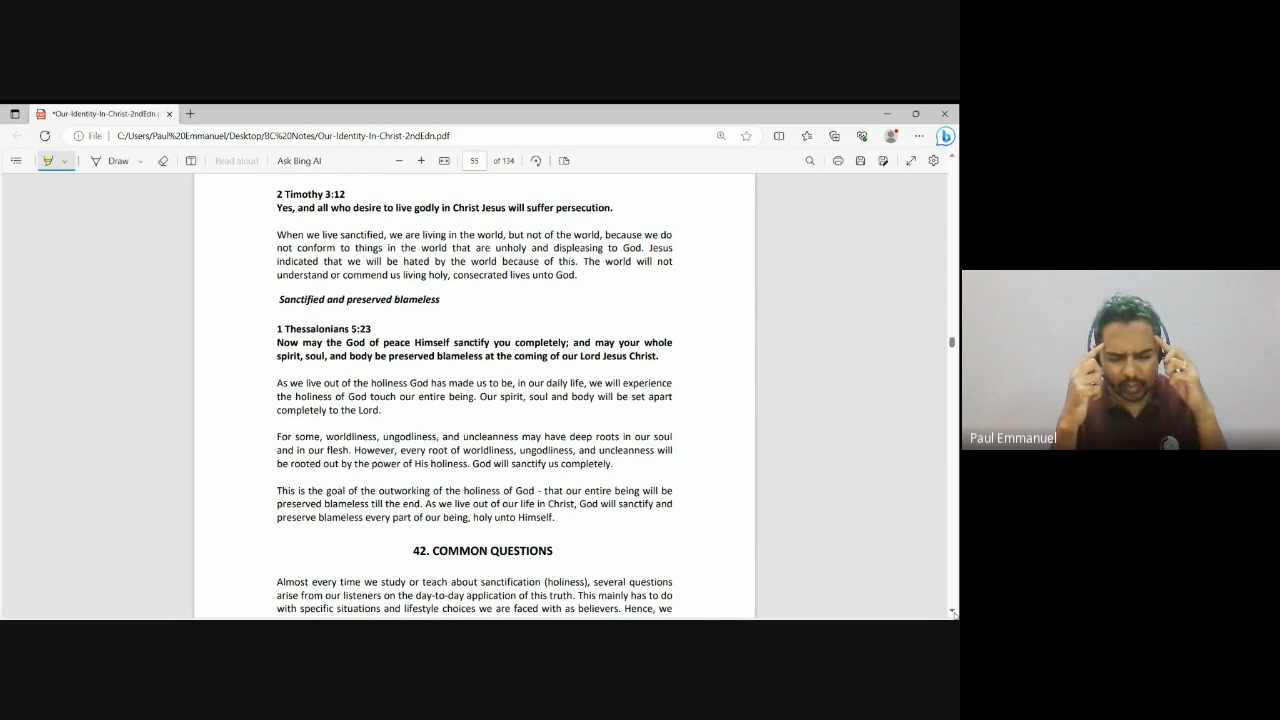 *Our-Identity-In-Christ-2ndEdn.p
File
C:/Users/Paul%20Emmanuel/Desktop/BC%20Notes/Our-Identity-In-Christ-2ndEdn.pdf
Draw
Read aloud
Ask Bing AI
55 of 134
2 Timothy 3:12
Yes, and all who desire to live godly in Christ Jesus will suffer persecution.
When we live sanctified, we are living in the world, but not of the world, because we do
not conform to things in the world that are unholy and displeasing to God. Jesus
indicated that we will be hated by the world because of this. The world will not
understand or commend us living holy, consecrated lives unto God.
Sanctified and preserved blameless
1 Thessalonians 5:23
Now may the God of peace Himself sanctify you completely; and may your whole
spirit, soul, and body be preserved blameless at the coming of our Lord Jesus Christ.
As we live out of the holiness God has made us to be, in our daily life, we will experience
the holiness of God touch our entire being. Our spirit, soul and body will be set apart
completely to the Lord.
For some, worldliness, ungodliness, and uncleanness may have deep roots in our soul
and in our flesh. However, every root of worldliness, ungodliness, and uncleanness will
be rooted out by the power of His holiness. God will sanctify us completely.
This is the goal of the outworking of the holiness of God - that our entire being will be
preserved blameless till the end. As we live out of our life in Christ, God will sanctify and
preserve blameless every part of our being, holy unto Himself.
42. COMMON QUESTIONS
Almost every time we study or teach about sanctification (holiness), several questions
arise from our listeners on the day-to-day application of this truth. This mainly has to do
with specific situations and lifestyle choices we are faced with as believers. Hence, we
Paul Emmanuel